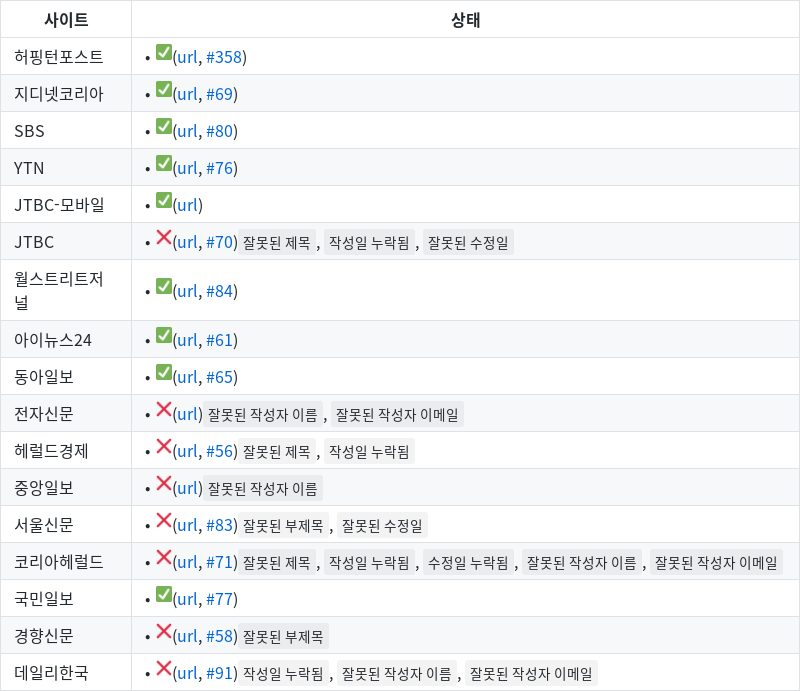 사이트 상태
허핑턴포스트 • ✅(url, #358)
지디넷코리아 • ✅(url, #69)
SBS • ✅(url, #80)
YTN • ✅(url, #76)
JTBC-모바일 • ✅(url)
JTBC • ❌(url, #70) 잘못된 제목 , 작성일 누락됨 , 잘못된 수정일
월스트리트저
널 • ✅(url, #84)
아이뉴스24 • ✅(url, #61)
동아일보 • ✅(url, #65)
전자신문 • ❌(url) 잘못된 작성자 이름 , 잘못된 작성자 이메일
헤럴드경제 • ❌(url, #56) 잘못된 제목 , 작성일 누락됨
중앙일보 • ❌(url) 잘못된 작성자 이름
서울신문 • ❌(url, #83) 잘못된 부제목 , 잘못된 수정일
코리아헤럴드 • ❌(url, #71) 잘못된 제목 , 작성일 누락됨 , 수정일 누락됨 , 잘못된 작성자 이름 , 잘못된 작성자 이메일
국민일보 • ✅(url, #77)
경향신문 • ❌(url, #58) 잘못된 부제목
데일리한국 • ❌(url, #91) 작성일 누락됨 , 잘못된 작성자 이름 , 잘못된 작성자 이메일